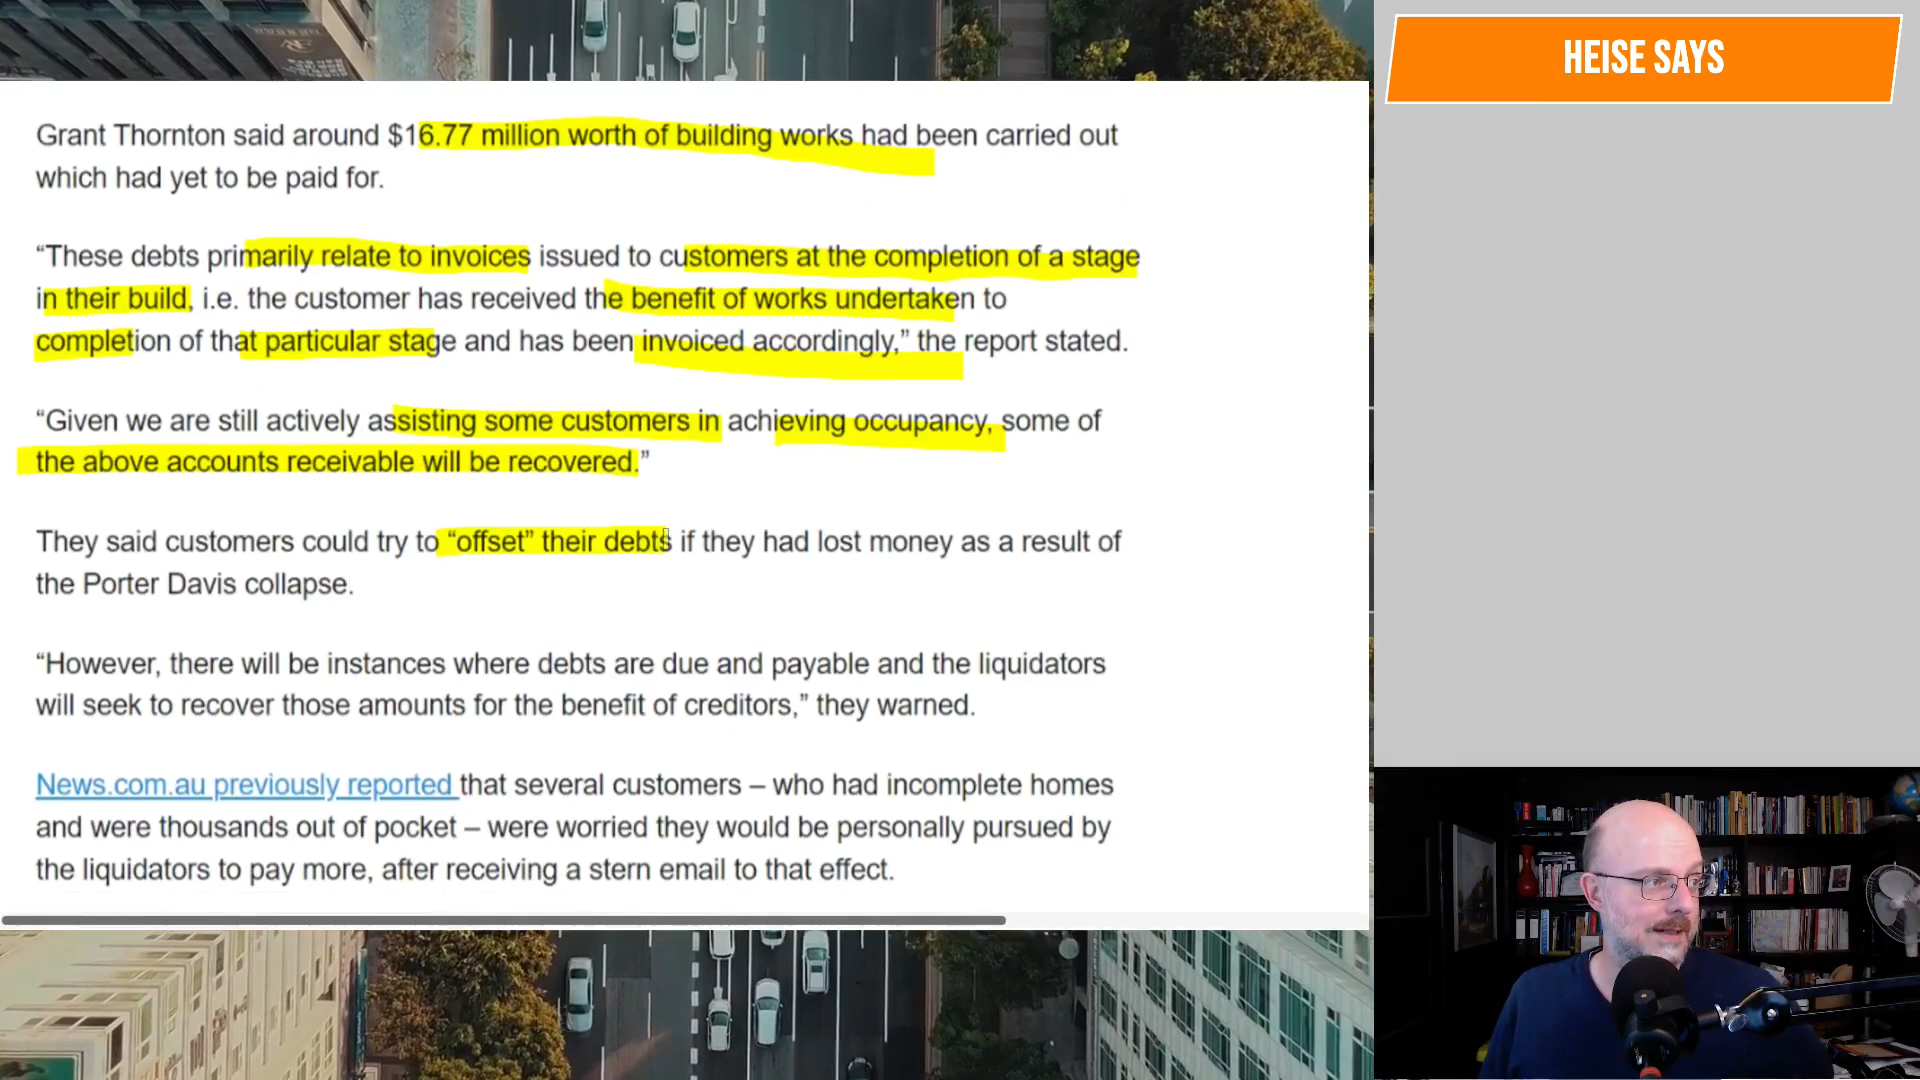 HEISE SAYS
Grant Thornton said around $16.77 million worth of building works had been carried out
which had yet to be paid for.
“These debts primarily relate to invoices issued to customers at the completion of a stage
in their build, i.e. the customer has received the benefit of works undertaken to
completion of that particular stage and has been invoiced accordingly,” the report stated.
“Given we are still actively assisting some customers in achieving occupancy, some of
the above accounts receivable will be recovered.”
They said customers could try to “offset” their debts if they had lost money as a result of
the Porter Davis collapse.
“However, there will be instances where debts are due and payable and the liquidators
will seek to recover those amounts for the benefit of creditors,” they warned.
News.com.au previously reported that several customers – who had incomplete homes
and were thousands out of pocket – were worried they would be personally pursued by
the liquidators to pay more, after receiving a stern email to that effect.